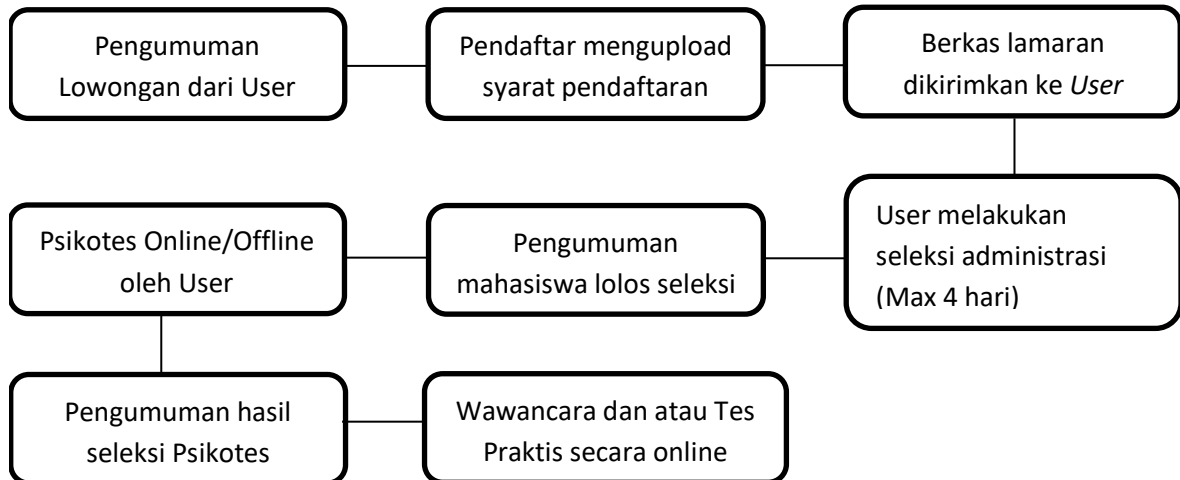 Pengumuman
Lowongan dari User
Pendaftar mengupload
syarat pendaftaran
Berkas lamaran
dikirimkan ke User
User melakukan
seleksi administrasi
(Max 4 hari)
Pengumuman
mahasiswa lolos seleksi
Psikotes Online/Offline
oleh User
Pengumuman hasil
seleksi Psikotes
Wawancara dan atau Tes
Praktis secara online